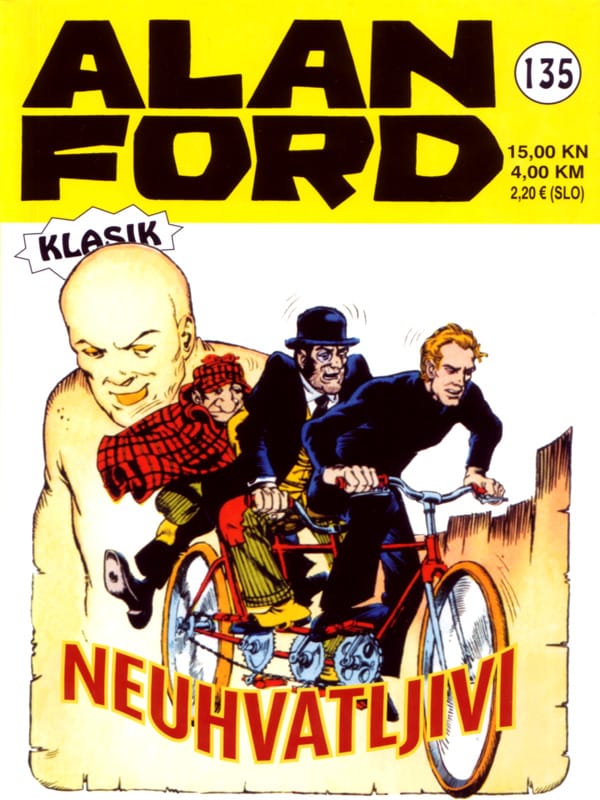 ALAN
FORD
135
15,00 KN
4,00 KM
2,20 € (SLO)
KLASIK
NEUHVATLJIVI